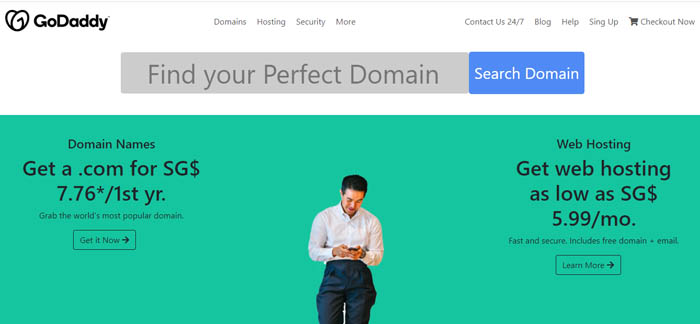 GoDaddy
Domains Hosting Security More
Contact Us 24/7 Blog Help Sing Up Checkout Now
Find your Perfect Domain
Search Domain
Domain Names
Get a .com for SG$
7.76*/1st yr.
Grab the world's most popular domain.
Get it Now →
Web Hosting
Get web hosting
as low as SG$
5.99/mo.
Fast and secure. Includes free domain + email.
Learn More →